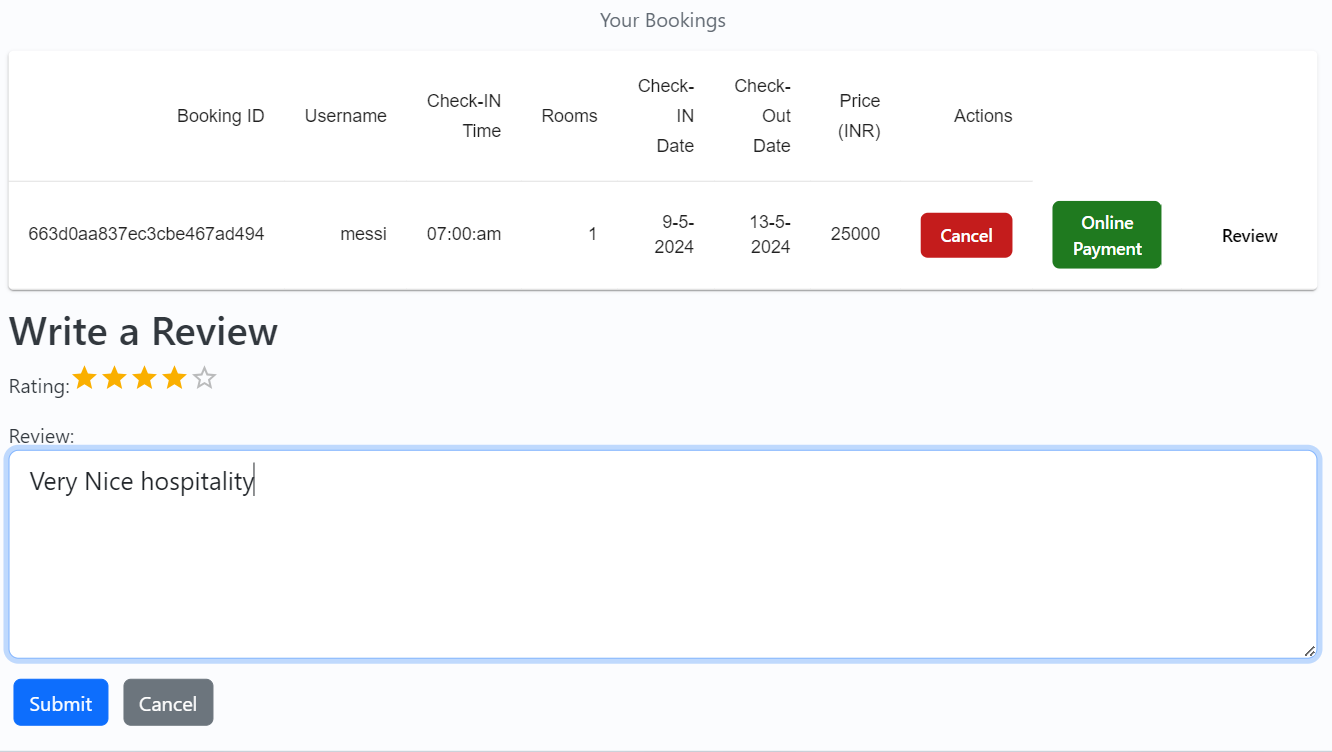 Your Bookings
Booking ID Username Check-IN Time Rooms Check-IN Date Check-Out Date Price (INR) Actions
663d0aa837ec3cbe467ad494 messi 07:00:am 1 9-5-2024 13-5-2024 25000 Cancel Online Payment Review
Write a Review
Rating:
Review:
Very Nice hospitality
Submit Cancel